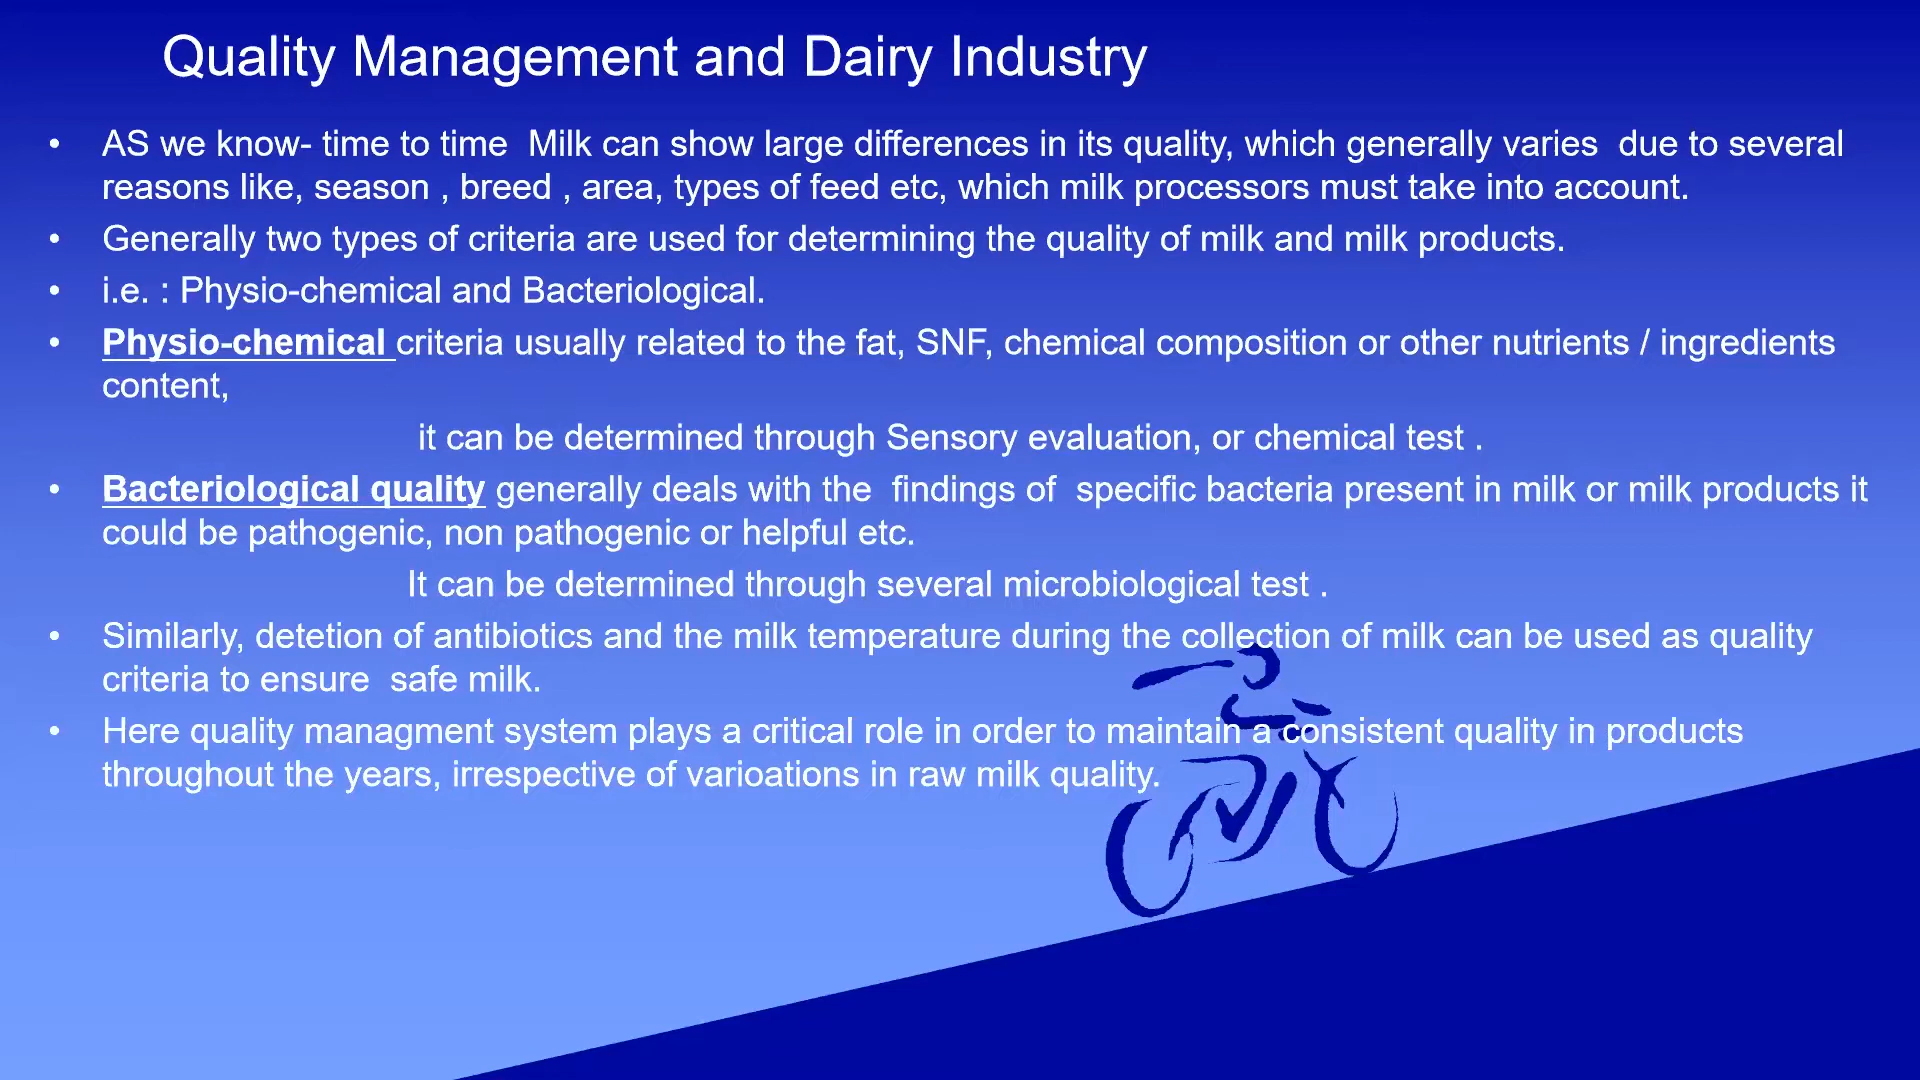 Quality Management and Dairy Industry
• AS we know- time to time Milk can show large differences in its quality, which generally varies due to several
reasons like, season , breed , area, types of feed etc, which milk processors must take into account.
• Generally two types of criteria are used for determining the quality of milk and milk products.
• i.e. : Physio-chemical and Bacteriological.
• Physio-chemical criteria usually related to the fat, SNF, chemical composition or other nutrients / ingredients
content,
it can be determined through Sensory evaluation, or chemical test .
• Bacteriological quality generally deals with the findings of specific bacteria present in milk or milk products it
could be pathogenic, non pathogenic or helpful etc.
It can be determined through several microbiological test .
• Similarly, detetion of antibiotics and the milk temperature during the collection of milk can be used as quality
criteria to ensure safe milk.
• Here quality managment system plays a critical role in order to maintain a consistent quality in products
throughout the years, irrespective of varioations in raw milk quality.